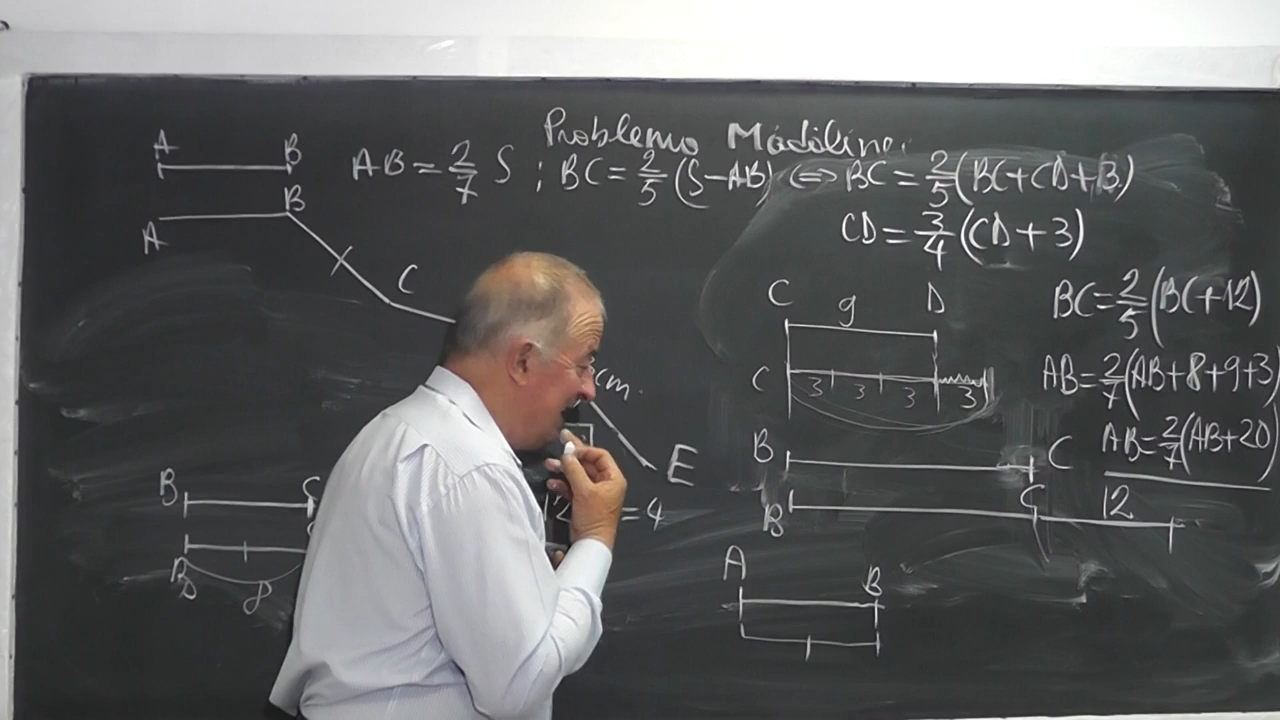 Problema Mădălinei
AB = 2/7 S ; BC = 2/5 (S-AB) ⇔ BC = 2/5 (BC+CD+3)
CD = 3/4 (CD+3)
BC = 2/5 (BC+12)
AB = 2/7 (AB+8+9+3)
AB = 2/7 (AB+20)
A B
B
A
C
cm.
E
C 9 D
C 3 3 3 3
B C
B C 12
B C
B 8
= 4
A B